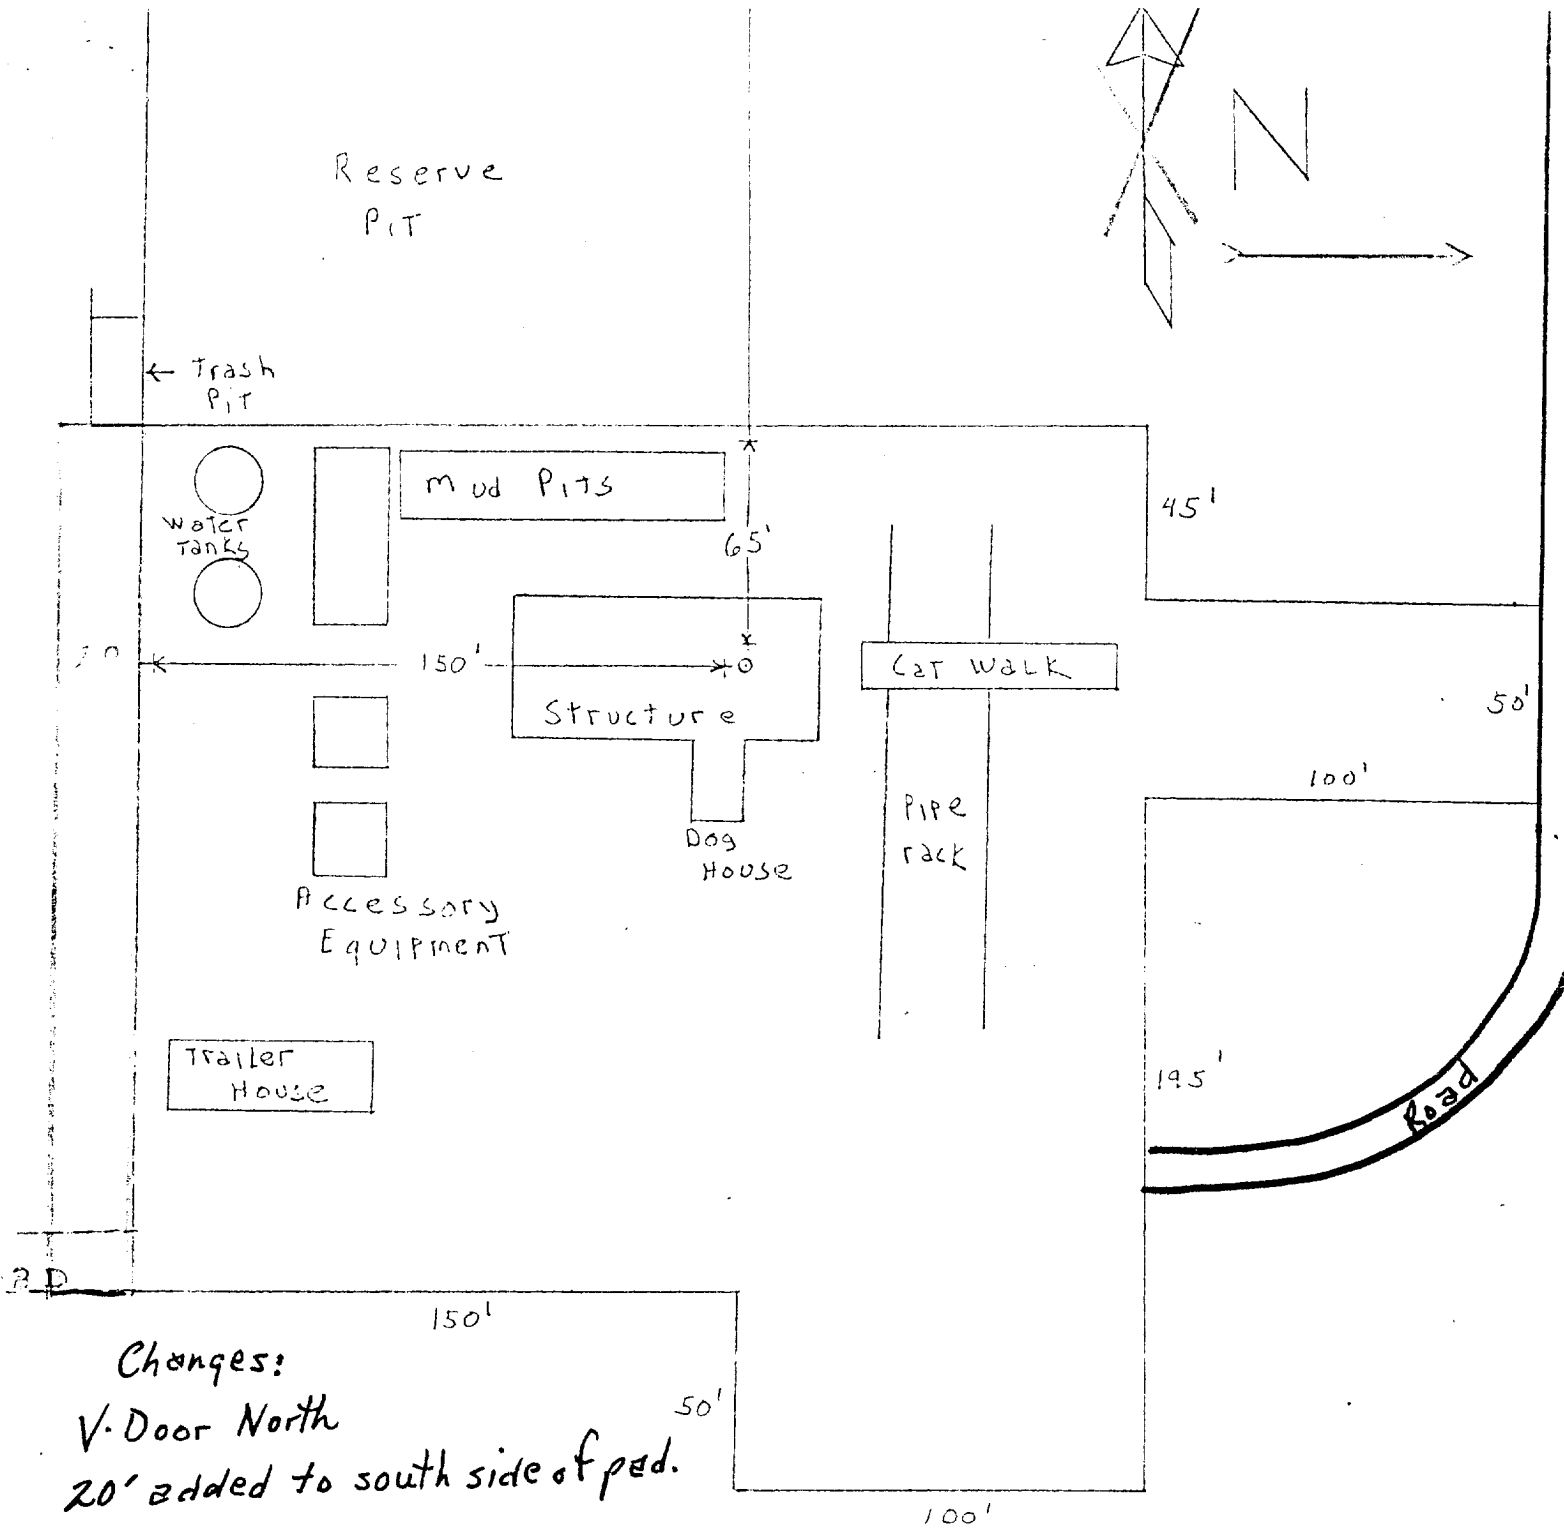 N
Reserve
Pit
← Trash
Pit
Mud Pits
45'
Water
Tanks
65'
150'
Cat Walk
Structure
50'
100'
Pipe
rack
Dog
House
Accessory
Equipment
Trailer
House
195'
Road
150'
Changes:
V-Door North
50'
20' added to south side of pad.
100'